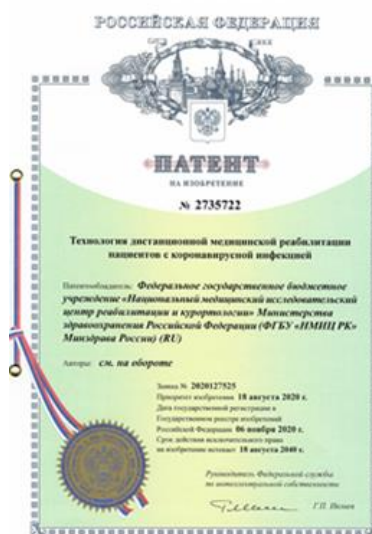 РОССИЙСКАЯ ФЕДЕРАЦИЯ
ПАТЕНТ
НА ИЗОБРЕТЕНИЕ
№ 2735722
Технология дистанционной медицинской реабилитации
пациентов с коронавирусной инфекцией
Патентообладатель: Федеральное государственное бюджетное
учреждение «Национальный медицинский исследовательский
центр реабилитации и курортологии» Министерства
здравоохранения Российской Федерации (ФГБУ «НМИЦ РК»
Минздрава России) (RU)
Авторы: см. на обороте
Заявка № 2020127525
Приоритет изобретения 18 августа 2020 г.
Дата государственной регистрации в
Государственном реестре изобретений
Российской Федерации 06 ноября 2020 г.
Срок действия исключительного права
на изобретение истекает 18 августа 2040 г.
Руководитель Федеральной службы
по интеллектуальной собственности
Г.П. Ивлиев